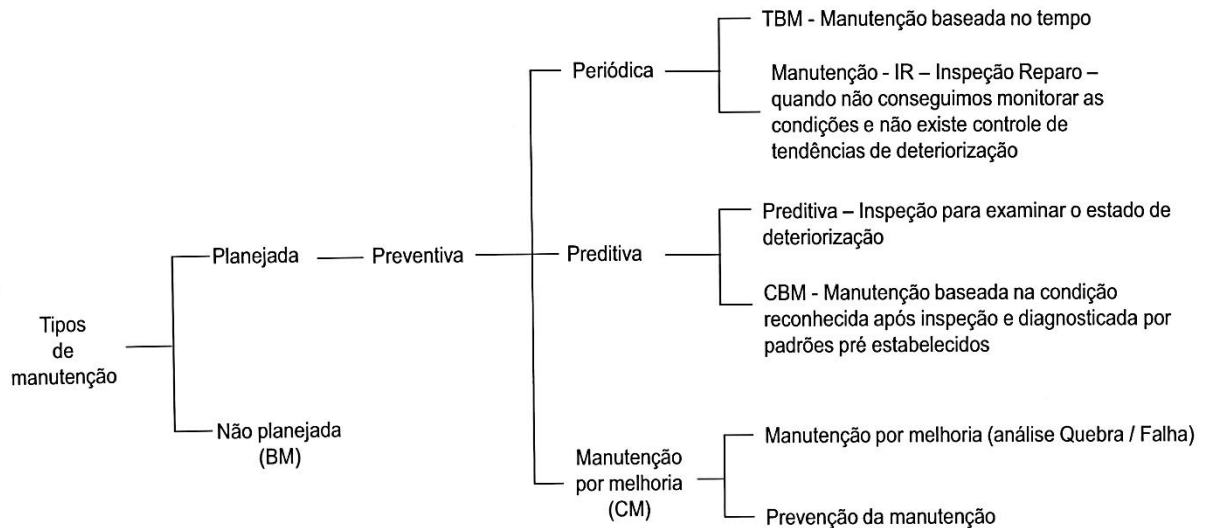 TBM - Manutenção baseada no tempo
Periódica
Manutenção - IR – Inspeção Reparo –
quando não conseguimos monitorar as
condições e não existe controle de
tendências de deteriorização
Preditiva – Inspeção para examinar o estado de
deteriorização
Planejada
Preventiva
Preditiva
CBM - Manutenção baseada na condição
reconhecida após inspeção e diagnosticada por
padrões pré estabelecidos
Tipos
de
manutenção
Não planejada
(BM)
Manutenção por melhoria (análise Quebra / Falha)
Manutenção
por melhoria
(CM)
Prevenção da manutenção